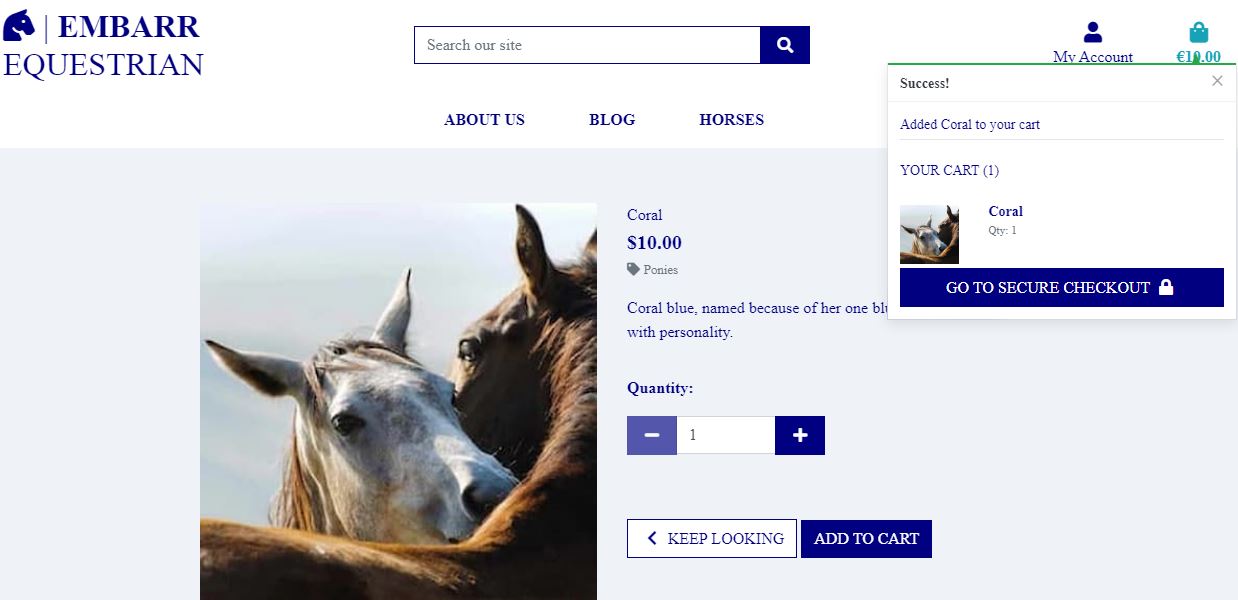 | EMBARR
EQUESTRIAN
Search our site
My Account
€10.00
ABOUT US
BLOG
HORSES
Success!
Added Coral to your cart
YOUR CART (1)
Coral
Qty: 1
GO TO SECURE CHECKOUT
Coral
$10.00
Ponies
Coral blue, named because of her one
with personality.
Quantity:
1
KEEP LOOKING
ADD TO CART